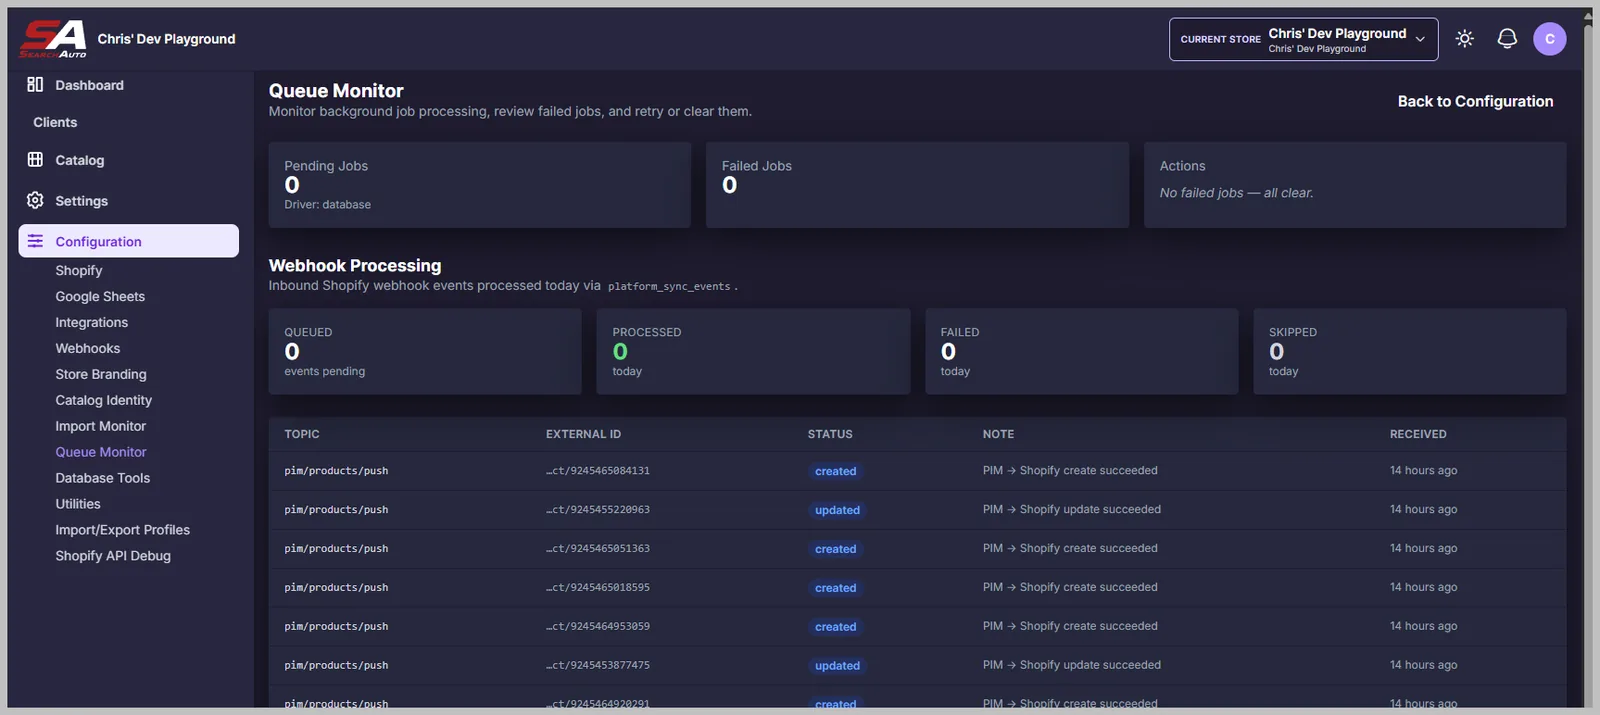 SA
SEARCHAUTO
Chris' Dev Playground
CURRENT STORE
Chris' Dev Playground
Chris' Dev Playground
C
Dashboard
Clients
Catalog
Settings
Configuration
Shopify
Google Sheets
Integrations
Webhooks
Store Branding
Catalog Identity
Import Monitor
Queue Monitor
Database Tools
Utilities
Import/Export Profiles
Shopify API Debug
Queue Monitor
Monitor background job processing, review failed jobs, and retry or clear them.
Back to Configuration
Pending Jobs
0
Driver: database
Failed Jobs
0
Actions
No failed jobs — all clear.
Webhook Processing
Inbound Shopify webhook events processed today via platform_sync_events.
QUEUED
0
events pending
PROCESSED
0
today
FAILED
0
today
SKIPPED
0
today
TOPIC EXTERNAL ID STATUS NOTE RECEIVED
pim/products/push …ct/9245465084131 created PIM → Shopify create succeeded 14 hours ago
pim/products/push …ct/9245455220963 updated PIM → Shopify update succeeded 14 hours ago
pim/products/push …ct/9245465051363 created PIM → Shopify create succeeded 14 hours ago
pim/products/push …ct/9245465018595 created PIM → Shopify create succeeded 14 hours ago
pim/products/push …ct/9245464953059 created PIM → Shopify create succeeded 14 hours ago
pim/products/push …ct/9245453877475 updated PIM → Shopify update succeeded 14 hours ago
pim/products/push …ct/9245464920291 created PIM → Shopify create succeeded 14 hours ago